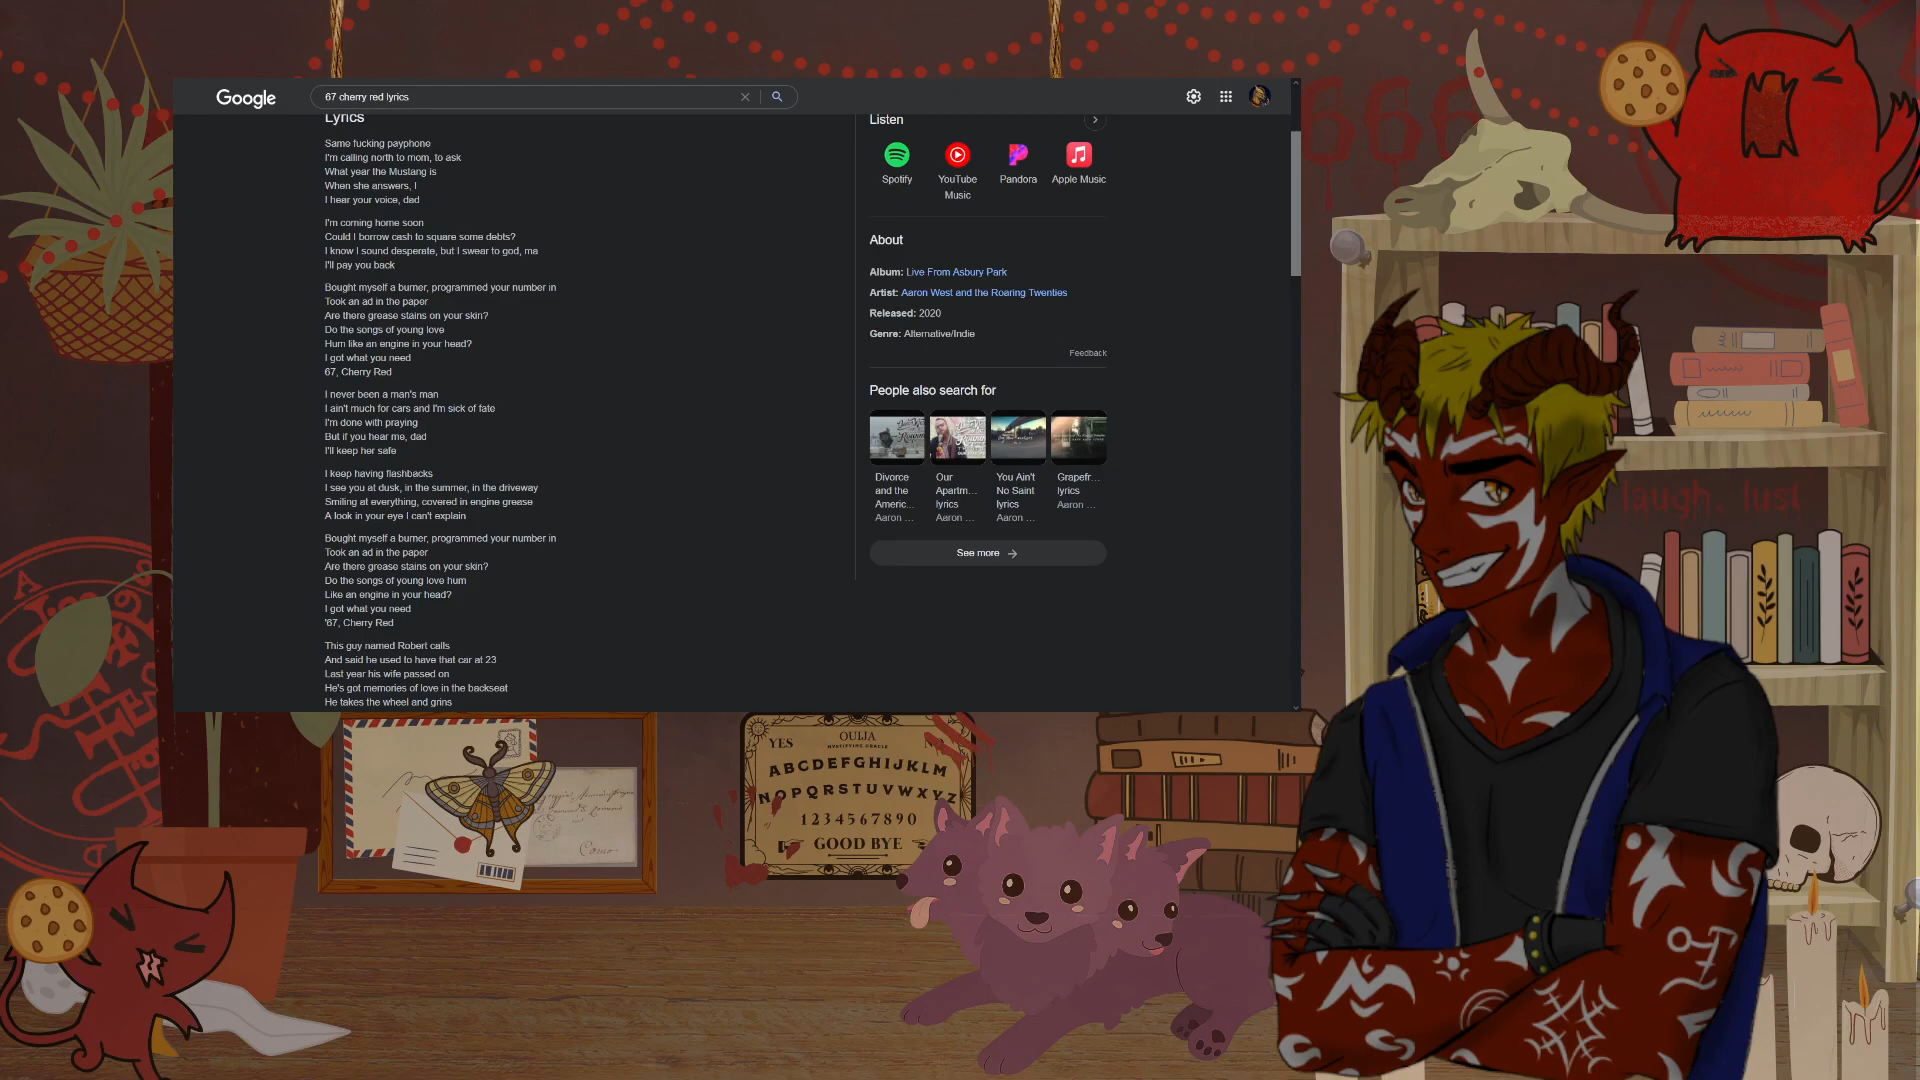 Google
67 cherry red lyrics
Lyrics
Same fucking payphone
I'm calling north to mom, to ask
What year the Mustang is
When she answers, I
I hear your voice, dad
I'm coming home soon
Could I borrow cash to square some debts?
I know I sound desperate, but I swear to god, ma
I'll pay you back
Bought myself a burner, programmed your number in
Took an ad in the paper
Are there grease stains on your skin?
Do the songs of young love
Hum like an engine in your head?
I got what you need
67, Cherry Red
I never been a man's man
I ain't much for cars and I'm sick of fate
I'm done with praying
But if you hear me, dad
I'll keep her safe
I keep having flashbacks
I see you at dusk, in the summer, in the driveway
Smiling at everything, covered in engine grease
A look in your eye I can't explain
Bought myself a burner, programmed your number in
Took an ad in the paper
Are there grease stains on your skin?
Do the songs of young love hum
Like an engine in your head?
I got what you need
'67, Cherry Red
This guy named Robert calls
And said he used to have that car at 23
Last year his wife passed on
He's got memories of love in the backseat
He takes the wheel and grins
Listen
Spotify
YouTube Music
Pandora
Apple Music
About
Album: Live From Asbury Park
Artist: Aaron West and the Roaring Twenties
Released: 2020
Genre: Alternative/Indie
Feedback
People also search for
Divorce
and the
Americ...
Aaron ...
Our
Apartm...
lyrics
Aaron ...
You Ain't
No Saint
lyrics
Aaron ...
Grapefr...
lyrics
Aaron ...
See more
666
laugh, lust
YES
OUIJA
MYSTIFYING ORACLE
ABCDEFGHIJKLM
NOPQRSTUVWXYZ
1234567890
GOOD BYE